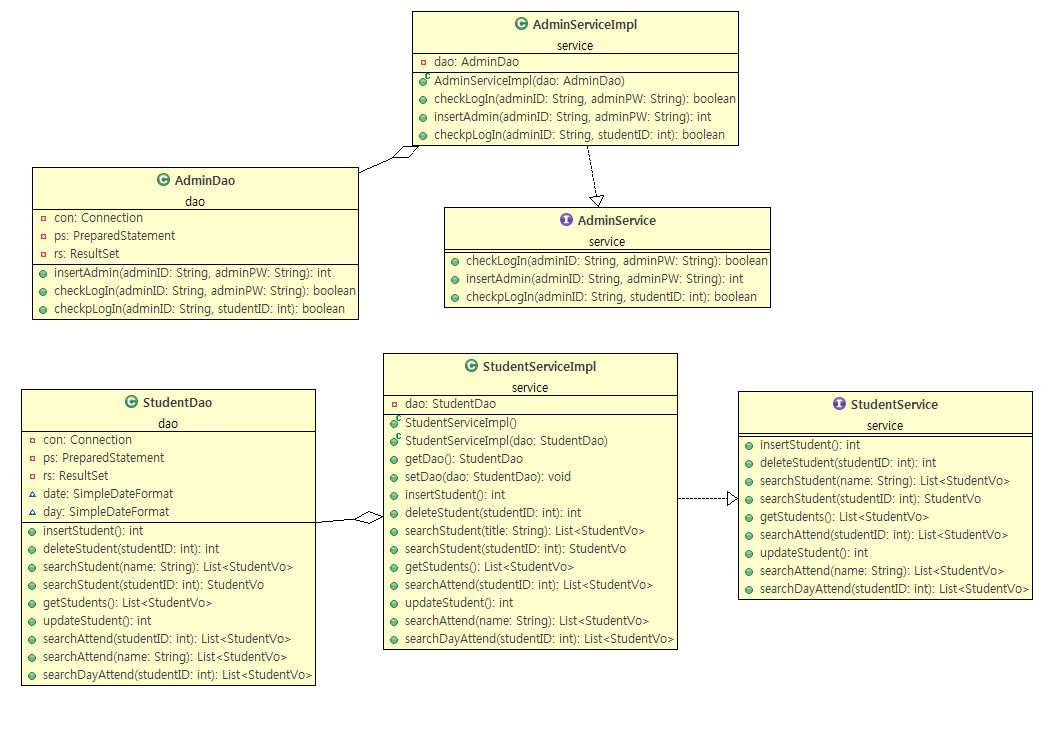 C AdminServiceImpl
service
dao: AdminDao
AdminServiceImpl(dao: AdminDao)
checkLogIn(adminID: String, adminPW: String): boolean
insertAdmin(adminID: String, adminPW: String): int
checkpLogIn(adminID: String, studentID: int): boolean
C AdminDao
dao
con: Connection
ps: PreparedStatement
rs: ResultSet
insertAdmin(adminID: String, adminPW: String): int
checkLogIn(adminID: String, adminPW: String): boolean
checkpLogIn(adminID: String, studentID: int): boolean
I AdminService
service
checkLogIn(adminID: String, adminPW: String): boolean
insertAdmin(adminID: String, adminPW: String): int
checkpLogIn(adminID: String, studentID: int): boolean
C StudentDao
dao
con: Connection
ps: PreparedStatement
rs: ResultSet
date: SimpleDateFormat
day: SimpleDateFormat
insertStudent(): int
deleteStudent(studentID: int): int
searchStudent(name: String): List<StudentVo>
searchStudent(studentID: int): StudentVo
getStudents(): List<StudentVo>
updateStudent(): int
searchAttend(studentID: int): List<StudentVo>
searchAttend(name: String): List<StudentVo>
searchDayAttend(studentID: int): List<StudentVo>
C StudentServiceImpl
service
dao: StudentDao
StudentServiceImpl()
StudentServiceImpl(dao: StudentDao)
getDao(): StudentDao
setDao(dao: StudentDao): void
insertStudent(): int
deleteStudent(studentID: int): int
searchStudent(title: String): List<StudentVo>
searchStudent(studentID: int): StudentVo
getStudents(): List<StudentVo>
searchAttend(studentID: int): List<StudentVo>
updateStudent(): int
searchAttend(name: String): List<StudentVo>
searchDayAttend(studentID: int): List<StudentVo>
I StudentService
service
insertStudent(): int
deleteStudent(studentID: int): int
searchStudent(name: String): List<StudentVo>
searchStudent(studentID: int): StudentVo
getStudents(): List<StudentVo>
searchAttend(studentID: int): List<StudentVo>
updateStudent(): int
searchAttend(name: String): List<StudentVo>
searchDayAttend(studentID: int): List<StudentVo>